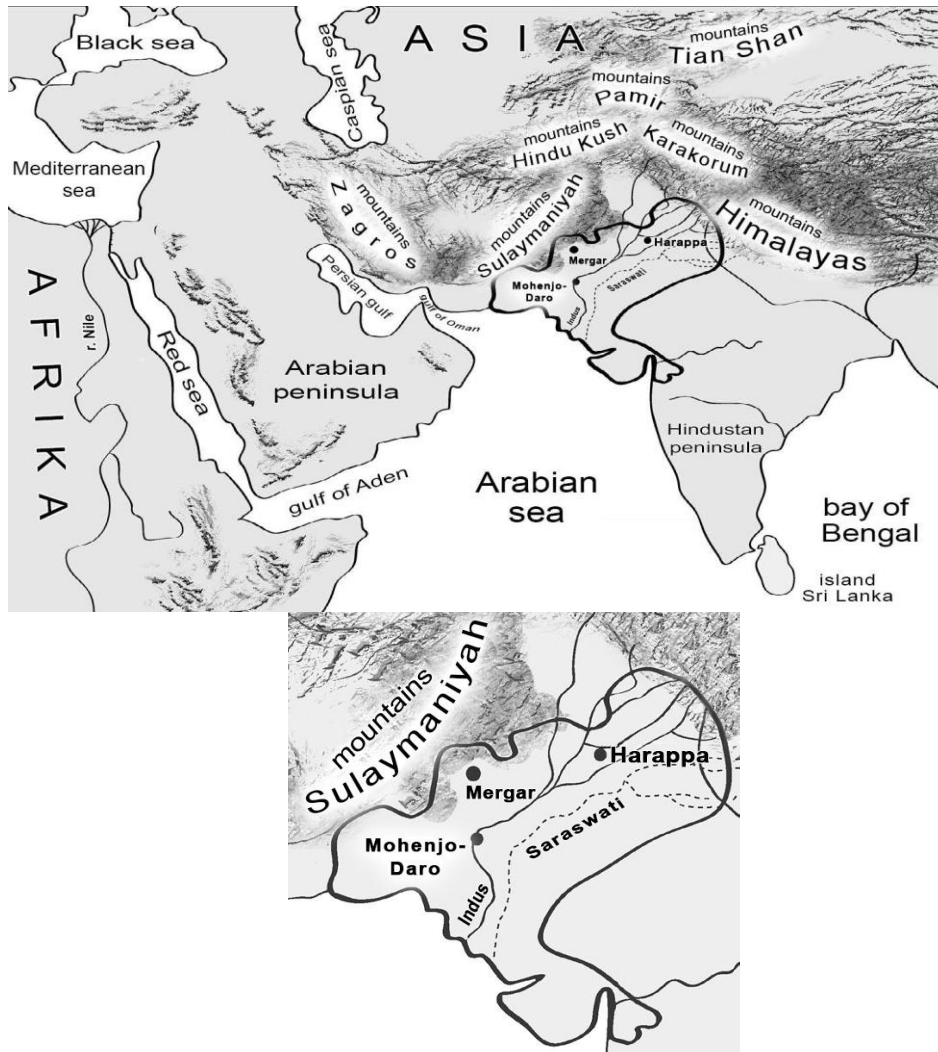 Black sea
Caspian sea
ASIA
mountains
Tian Shan
mountains
Pamir
mountains
Hindu Kush
mountains
Karakorum
Mediterranean
sea
mountains
Zagros
mountains
Sulaymaniyah
mountains
Himalayas
Harappa
Mergar
Mohenjo-
Daro
Saraswati
Indus
Persian gulf
gulf of Oman
AFRIKA
r. Nile
Red sea
Arabian
peninsula
Hindustan
peninsula
gulf of Aden
Arabian
sea
bay of
Bengal
island
Sri Lanka
mountains
Sulaymaniyah
Harappa
Mergar
Saraswati
Mohenjo-
Daro
Indus